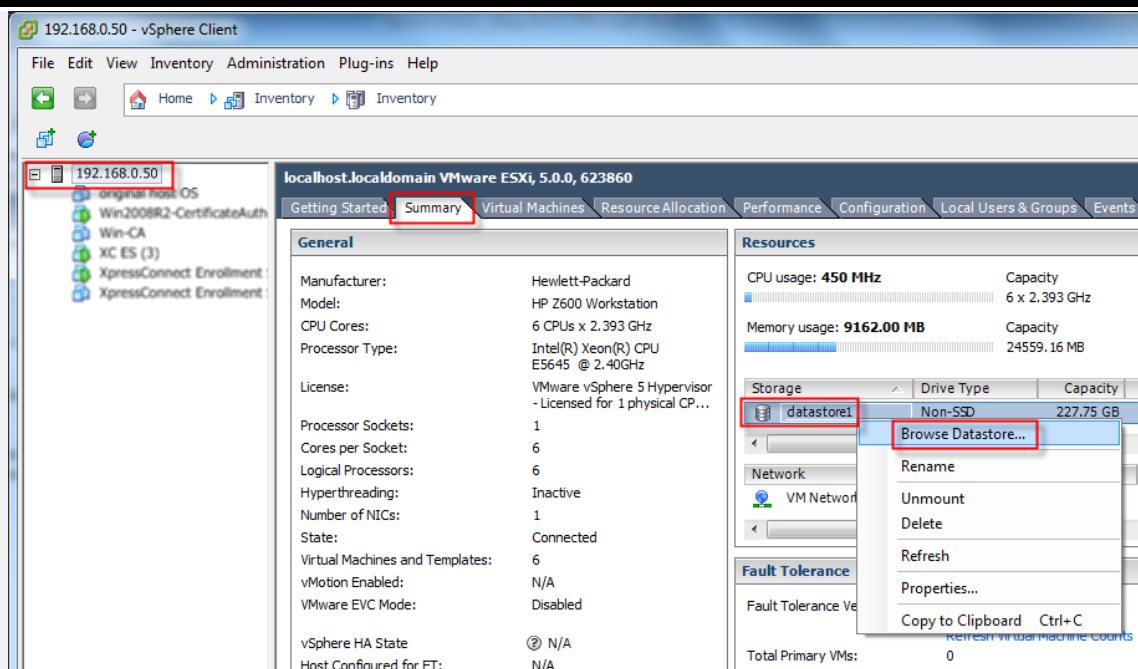 192.168.0.50 - vSphere Client
File Edit View Inventory Administration Plug-ins Help
Home Inventory Inventory
192.168.0.50
original host OS
Win2008R2-CertificateAuth
Win-CA
XC ES (3)
XpressConnect Enrollment
XpressConnect Enrollment
localhost.localdomain VMware ESXi, 5.0.0, 623860
Getting Started Summary Virtual Machines Resource Allocation Performance Configuration Local Users & Groups Events
General
Manufacturer: Hewlett-Packard
Model: HP Z600 Workstation
CPU Cores: 6 CPUs x 2.393 GHz
Processor Type: Intel(R) Xeon(R) CPU
E5645 @ 2.40GHz
License: VMware vSphere 5 Hypervisor
- Licensed for 1 physical CP...
Processor Sockets: 1
Cores per Socket: 6
Logical Processors: 6
Hyperthreading: Inactive
Number of NICs: 1
State: Connected
Virtual Machines and Templates: 6
vMotion Enabled: N/A
VMware EVC Mode: Disabled
vSphere HA State N/A
Host Configured for FT: N/A
Resources
CPU usage: 450 MHz Capacity
6 x 2.393 GHz
Memory usage: 9162.00 MB Capacity
24559.16 MB
Storage Drive Type Capacity
datastore1 Non-SSD 227.75 GB
Browse Datastore...
Rename
Unmount
Delete
Refresh
Properties...
Copy to Clipboard Ctrl+C
Network
VM Network
Fault Tolerance
Fault Tolerance Ve
Refresh Virtual Machine Counts
Total Primary VMs: 0